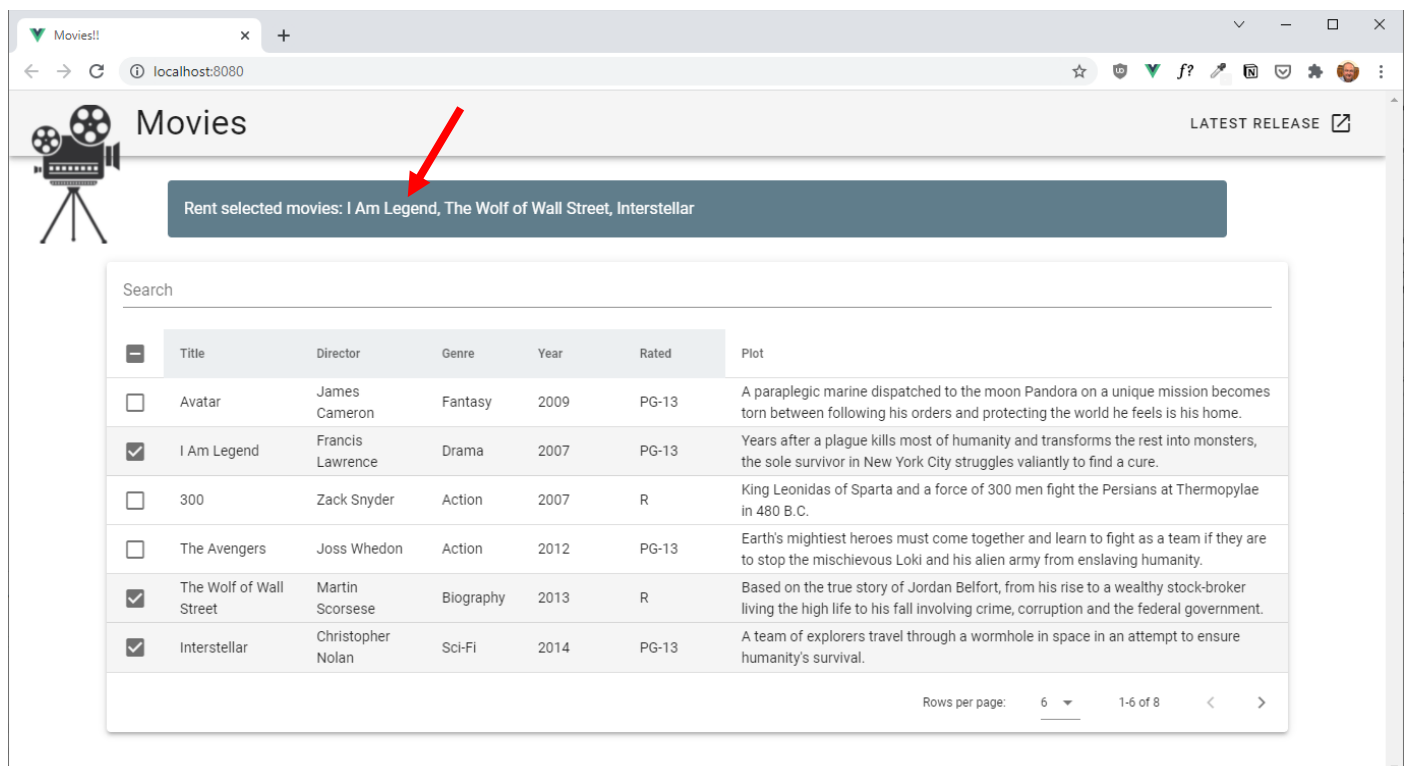 Movies!!
localhost:8080
f?
Movies
LATEST RELEASE
Rent selected movies: I Am Legend, The Wolf of Wall Street, Interstellar
Search
Title Director Genre Year Rated Plot
Avatar James Cameron Fantasy 2009 PG-13 A paraplegic marine dispatched to the moon Pandora on a unique mission becomes
torn between following his orders and protecting the world he feels is his home.
I Am Legend Francis Lawrence Drama 2007 PG-13 Years after a plague kills most of humanity and transforms the rest into monsters,
the sole survivor in New York City struggles valiantly to find a cure.
300 Zack Snyder Action 2007 R King Leonidas of Sparta and a force of 300 men fight the Persians at Thermopylae
in 480 B.C.
The Avengers Joss Whedon Action 2012 PG-13 Earth's mightiest heroes must come together and learn to fight as a team if they are
to stop the mischievous Loki and his alien army from enslaving humanity.
The Wolf of Wall Street Martin Scorsese Biography 2013 R Based on the true story of Jordan Belfort, from his rise to a wealthy stock-broker
living the high life to his fall involving crime, corruption and the federal government.
Interstellar Christopher Nolan Sci-Fi 2014 PG-13 A team of explorers travel through a wormhole in space in an attempt to ensure
humanity's survival.
Rows per page: 6 1-6 of 8